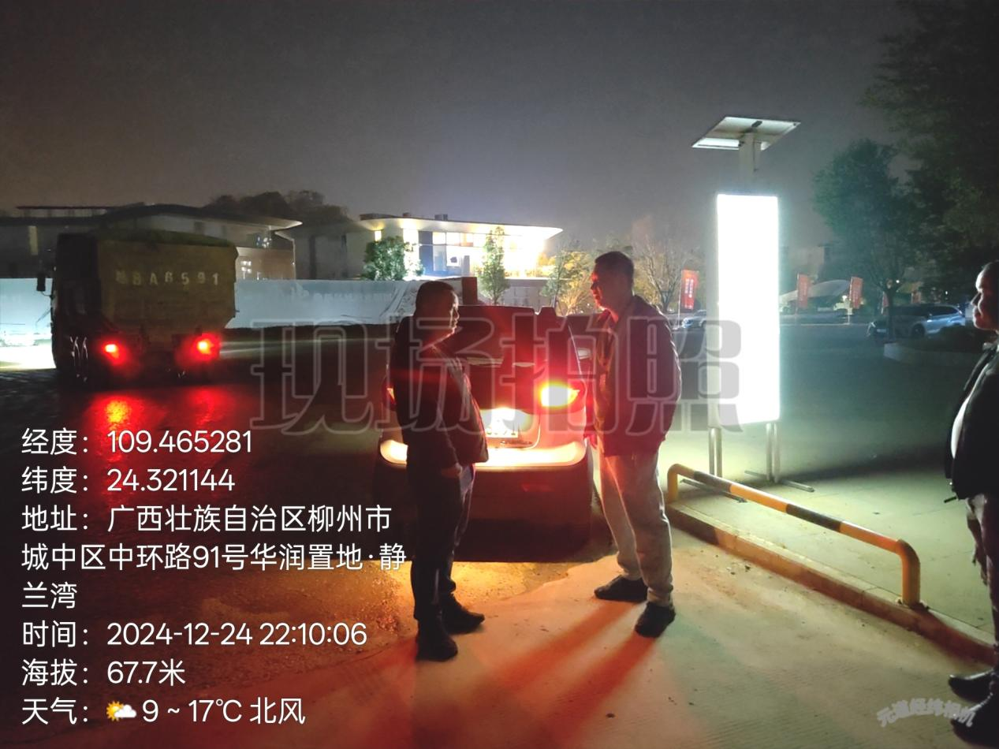 现场拍照
经度：109.465281
纬度：24.321144
地址：广西壮族自治区柳州市
城中区中环路91号华润置地·静
兰湾
时间：2024-12-24 22:10:06
海拔：67.7米
天气： 9 ~ 17℃ 北风
元道经纬相机